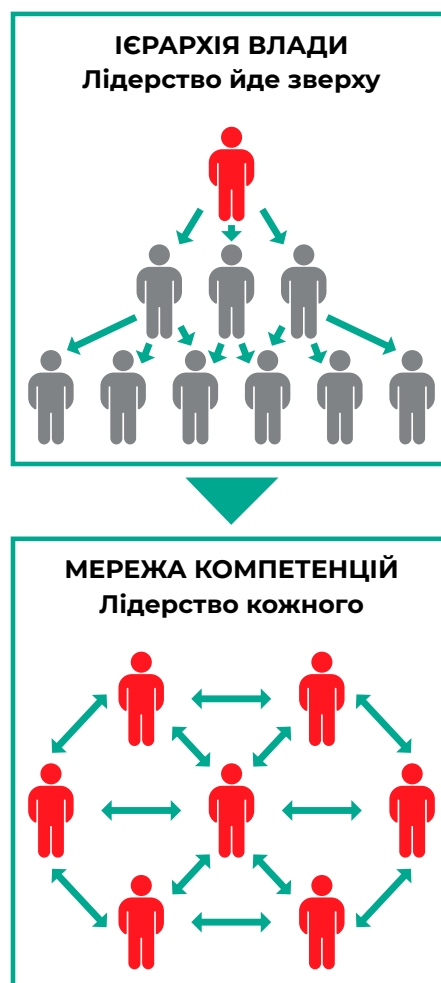 ІЄРАРХІЯ ВЛАДИ
Лідерство йде зверху
МЕРЕЖА КОМПЕТЕНЦІЙ
Лідерство кожного